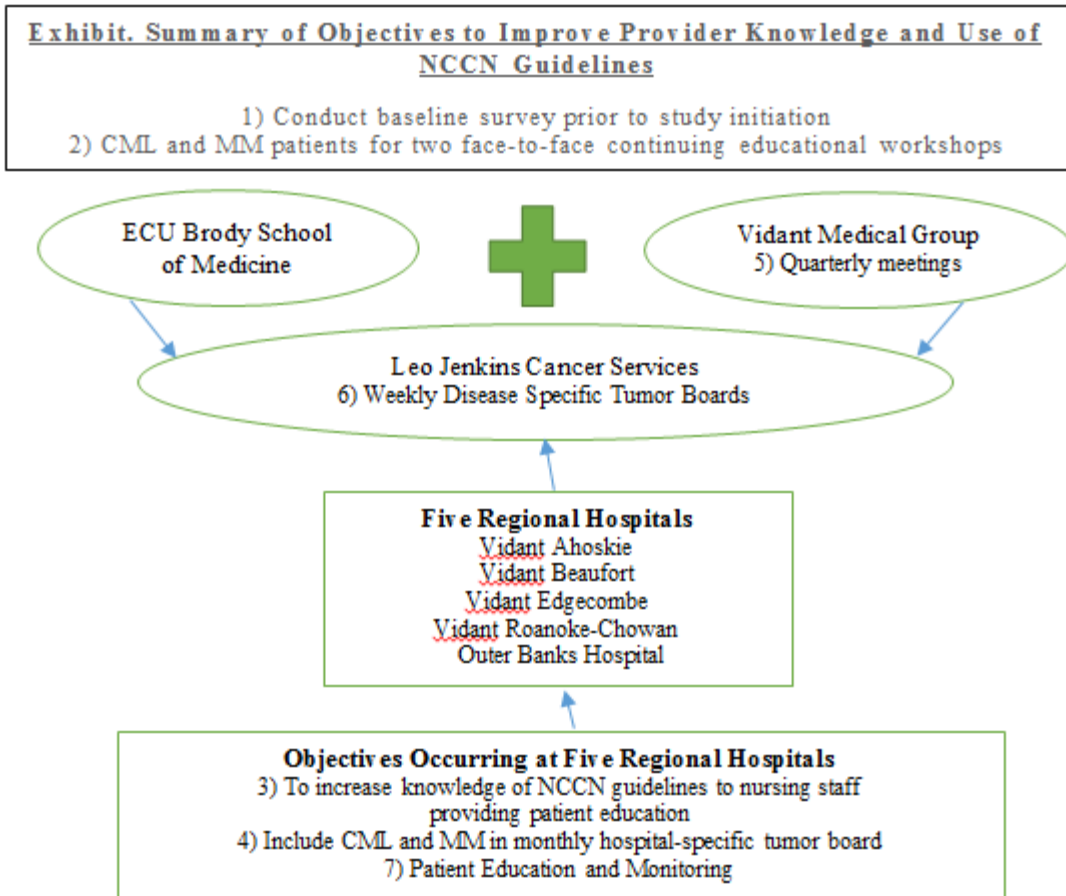 Exhibit. Summary of Objectives to Improve Provider Knowledge and Use of
NCCN Guidelines
1) Conduct baseline survey prior to study initiation
2) CML and MM patients for two face-to-face continuing educational workshops
ECU Brody School
of Medicine
Vidant Medical Group
5) Quarterly meetings
Leo Jenkins Cancer Services
6) Weekly Disease Specific Tumor Boards
Five Regional Hospitals
Vidant Ahoskie
Vidant Beaufort
Vidant Edgecombe
Vidant Roanoke-Chowan
Outer Banks Hospital
Objectives Occurring at Five Regional Hospitals
3) To increase knowledge of NCCN guidelines to nursing staff
providing patient education
4) Include CML and MM in monthly hospital-specific tumor board
7) Patient Education and Monitoring